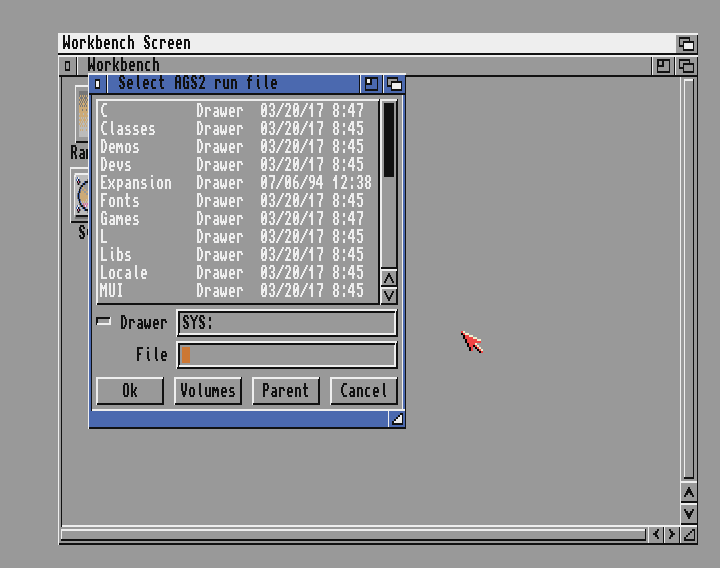 Workbench Screen
Workbench
Select AGS2 run file
C Drawer 03/20/17 8:47
Classes Drawer 03/20/17 8:45
Demos Drawer 03/20/17 8:45
Devs Drawer 03/20/17 8:45
Expansion Drawer 07/06/94 12:38
Fonts Drawer 03/20/17 8:45
Games Drawer 03/20/17 8:47
L Drawer 03/20/17 8:45
Libs Drawer 03/20/17 8:45
Locale Drawer 03/20/17 8:45
MUI Drawer 03/20/17 8:45
Drawer SYS:
File
Ok Volumes Parent Cancel